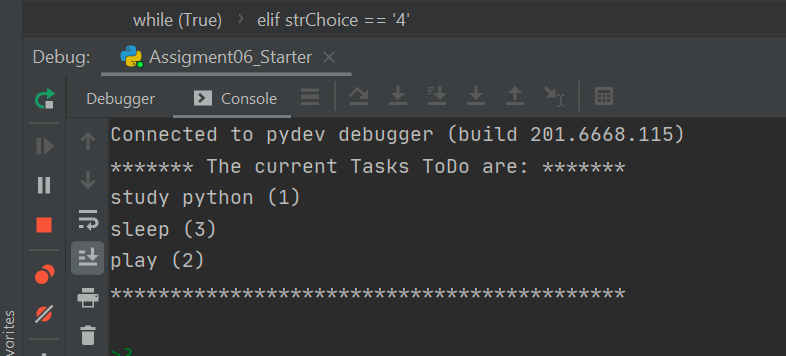 while (True) › elif strChoice == '4'
Debug: Assigment06_Starter
Debugger Console
Connected to pydev debugger (build 201.6668.115)
******* The current Tasks ToDo are: *******
study python (1)
sleep (3)
play (2)
*******************************************